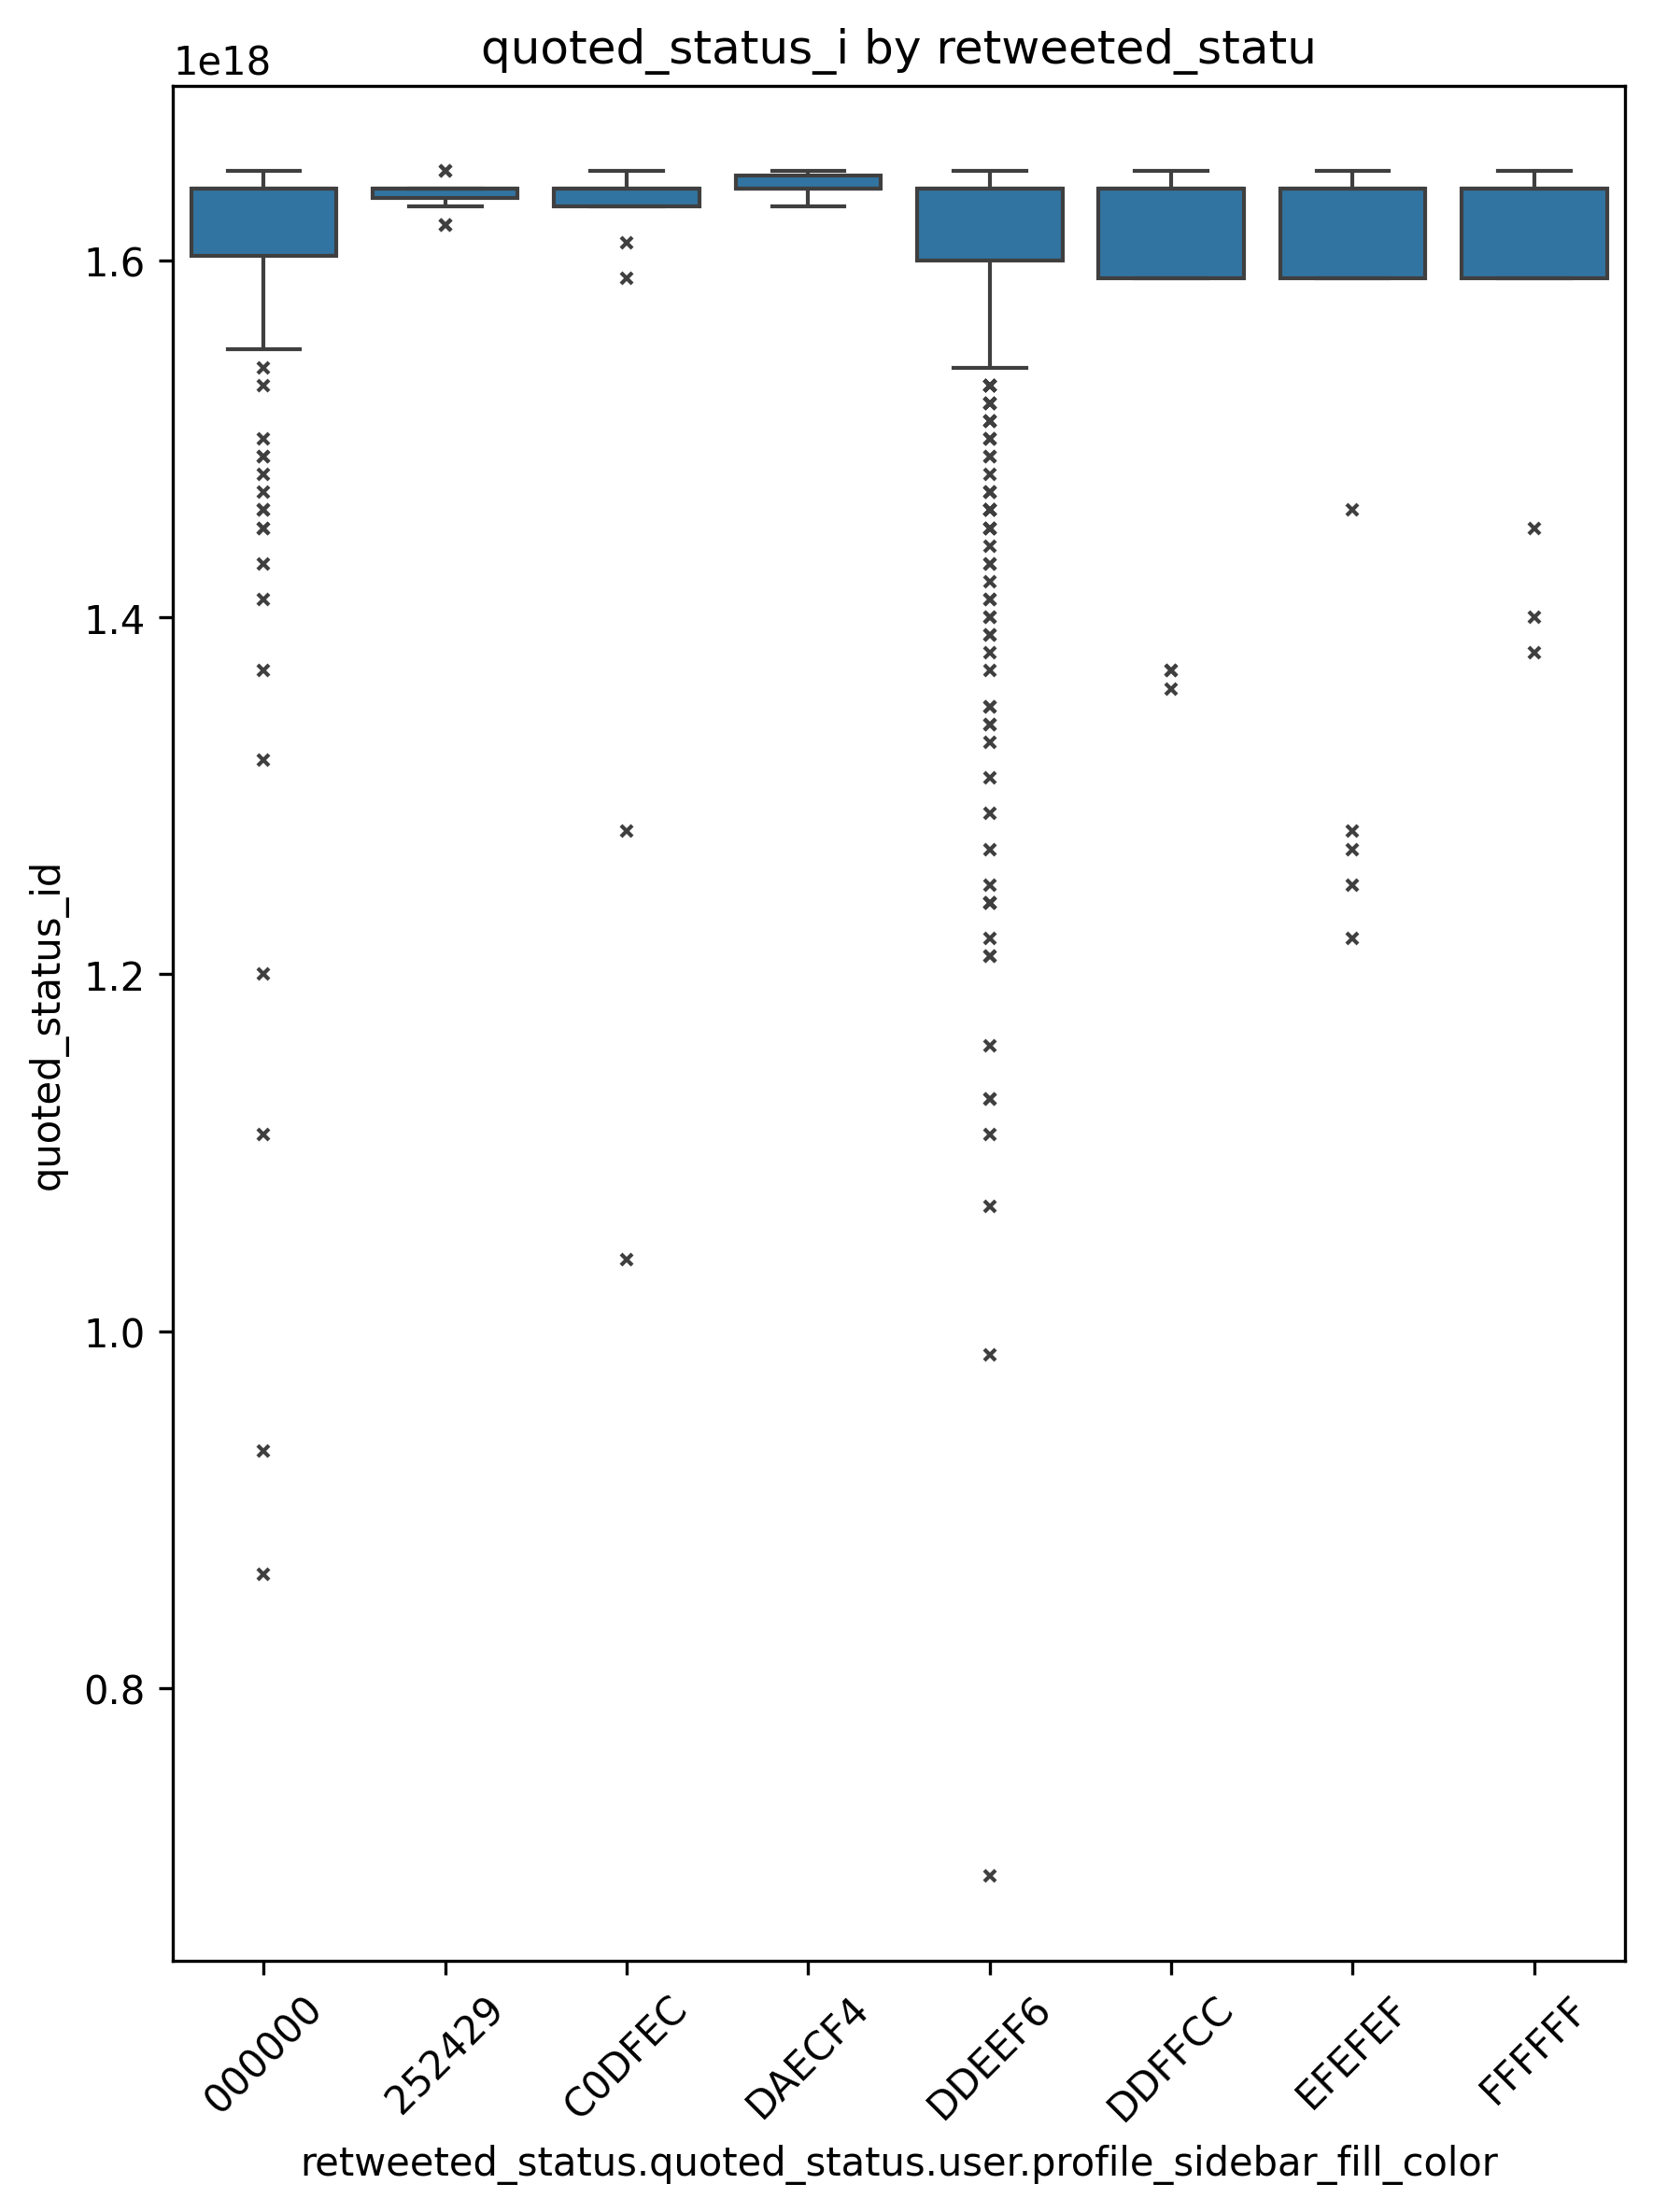 quoted_status_i by retweeted_statu
1e18
1.6
1.4
1.2
1.0
0.8
quoted_status_id
000000
252429
C0DFEC
DAECF4
DDEEF6
DDFFCC
EFEFEF
FFFFFF
retweeted_status.quoted_status.user.profile_sidebar_fill_color